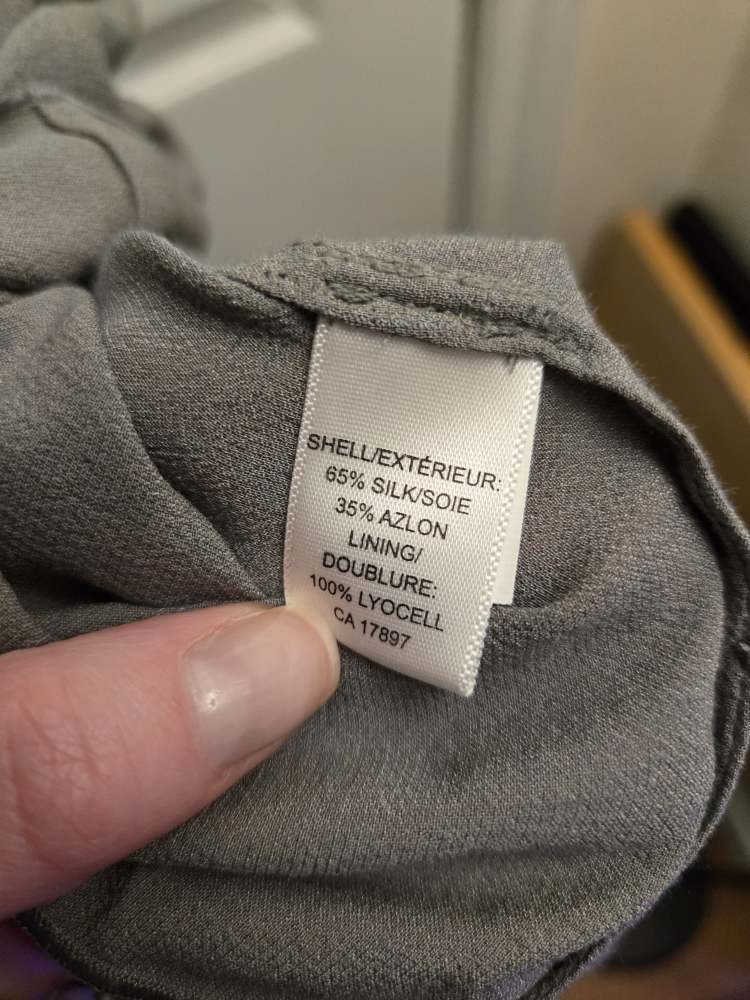 SHELL/EXTÉRIEUR:
65% SILK/SOIE
35% AZLON
LINING/
DOUBLURE:
100% LYOCELL
CA 17897